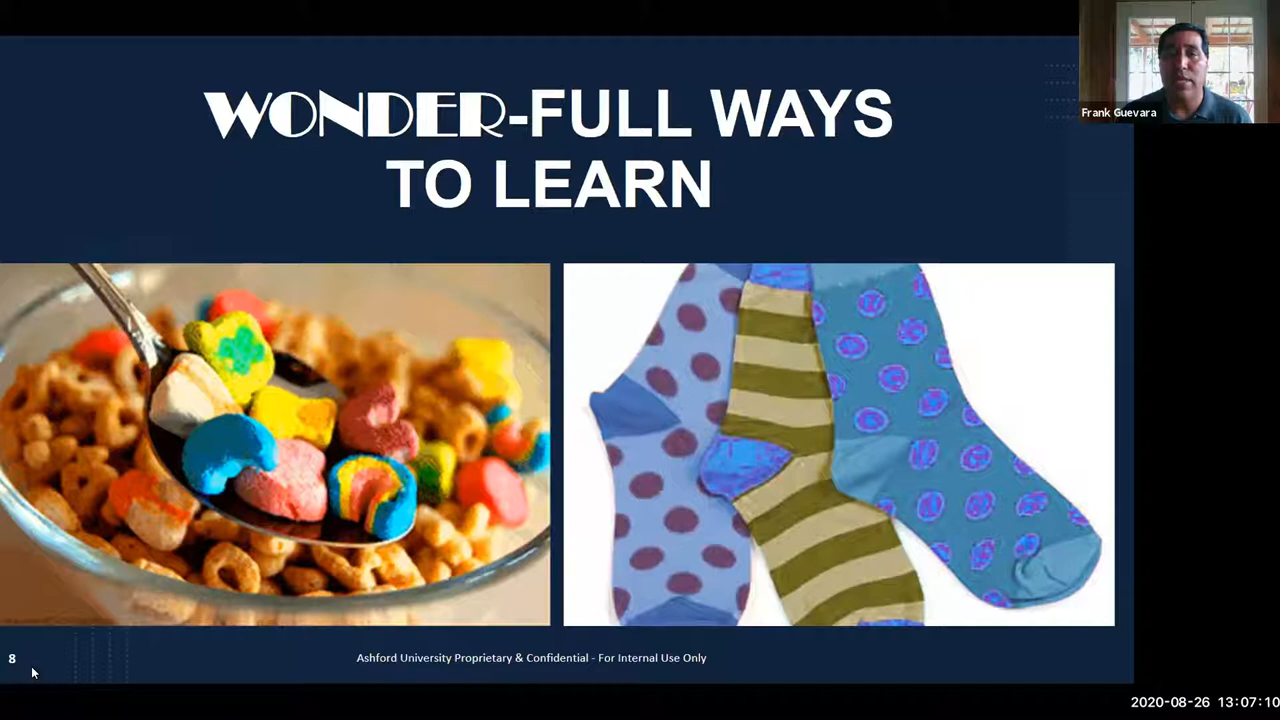 WONDER-FULL WAYS
TO LEARN
Frank Guevara
8
Ashford University Proprietary & Confidential - For Internal Use Only
2020-08-26 13:07:10